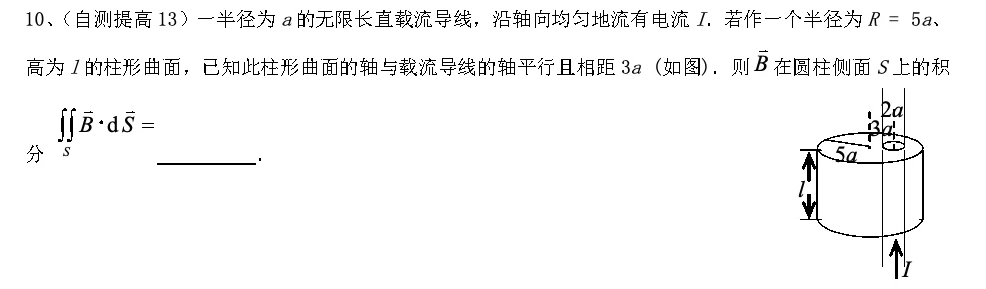 10、(自测提高 13) 一半径为 a 的无限长直载流导线，沿轴向均匀地流有电流 I. 若作一个半径为 R = 5a、
高为 l 的柱形曲面，已知此柱形曲面的轴与载流导线的轴平行且相距 3a (如图). 则 B⃗ 在圆柱侧面 S 上的积
分 ∬_S B⃗ · dS⃗ = ________.
2a
3a
5a
l
I